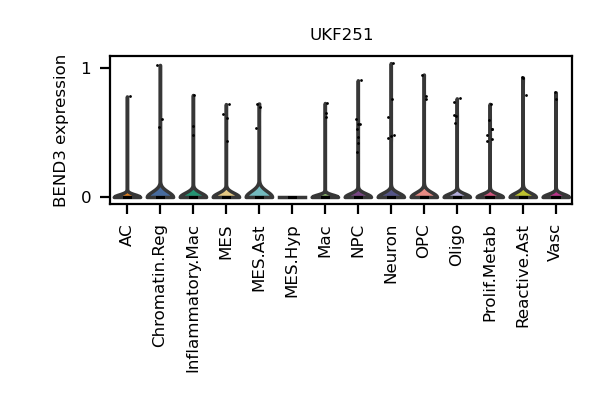 UKF251
BEND3 expression
1
0
AC
Chromatin.Reg
Inflammatory.Mac
MES
MES.Ast
MES.Hyp
Mac
NPC
Neuron
OPC
Oligo
Prolif.Metab
Reactive.Ast
Vasc